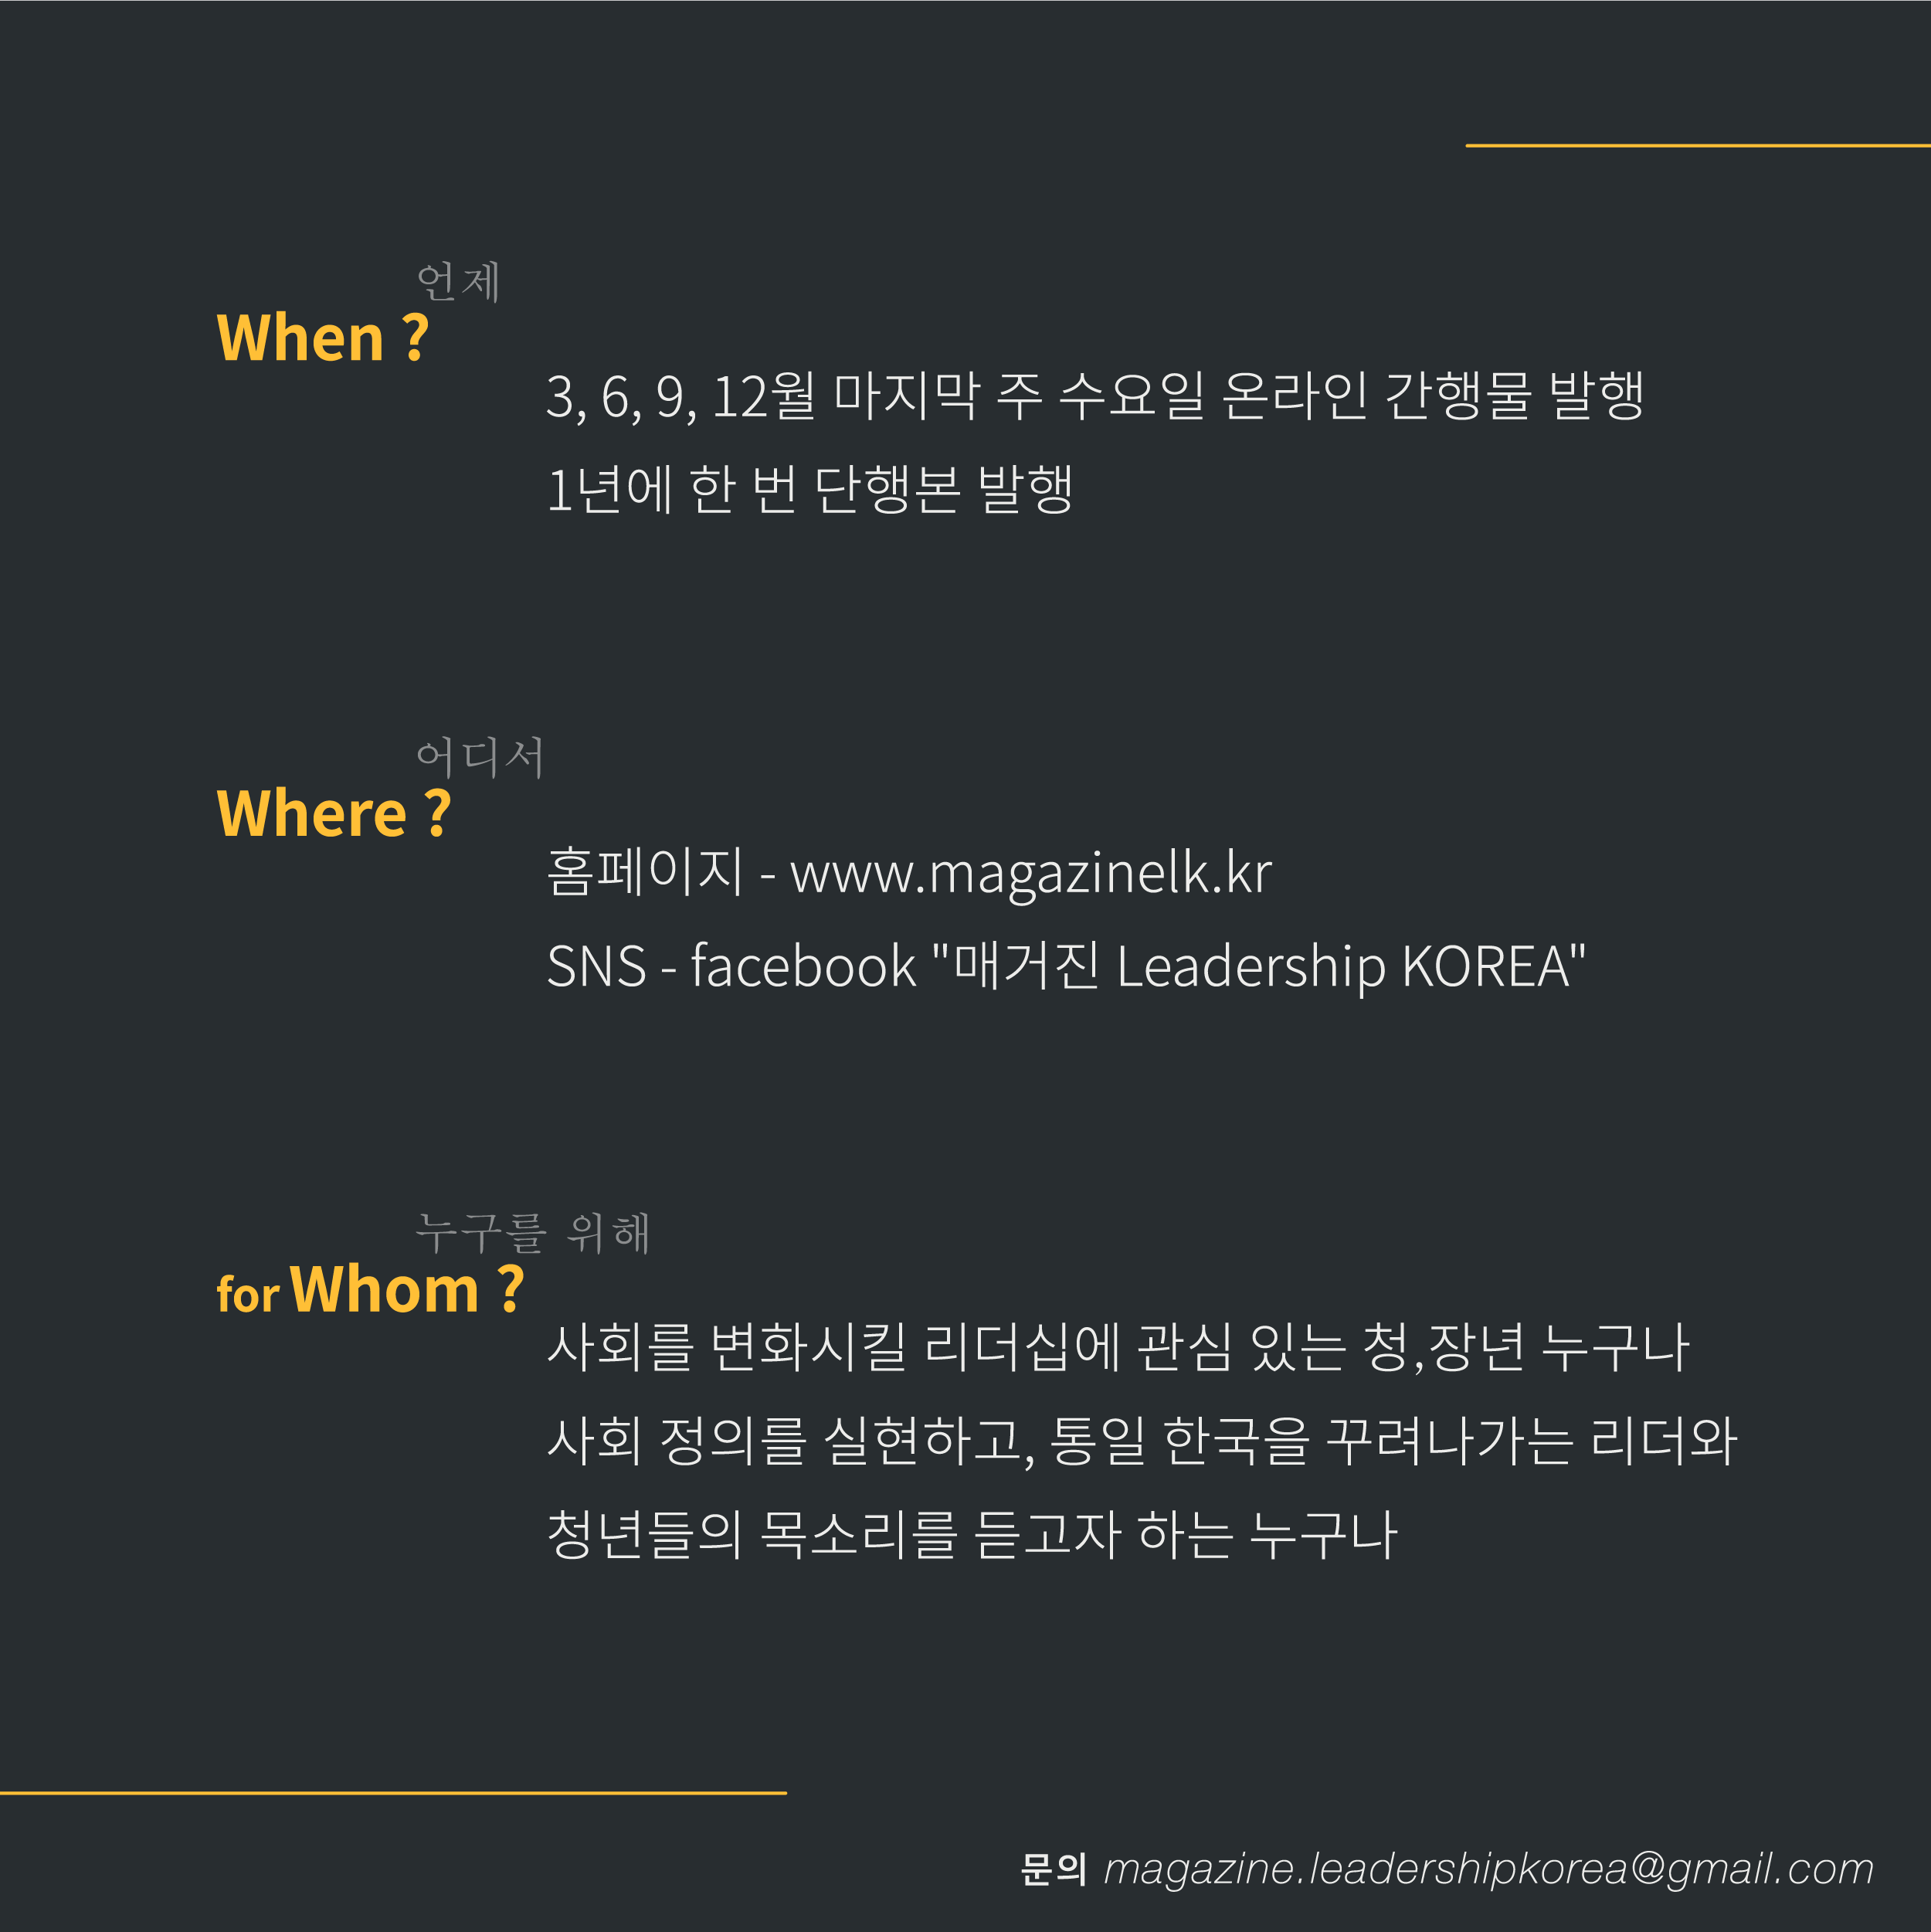 언제
When ?
3, 6, 9, 12월 마지막 주 수요일 온라인 간행물 발행
1년에 한 번 단행본 발행
어디서
Where ?
홈페이지 - www.magazinelk.kr
SNS - facebook "매거진 Leadership KOREA"
누구를 위해
for Whom ?
사회를 변화시킬 리더십에 관심 있는 청,장년 누구나
사회 정의를 실현하고, 통일 한국을 꾸려나가는 리더와
청년들의 목소리를 듣고자 하는 누구나
문의 magazine.leadershipkorea@gmail.com